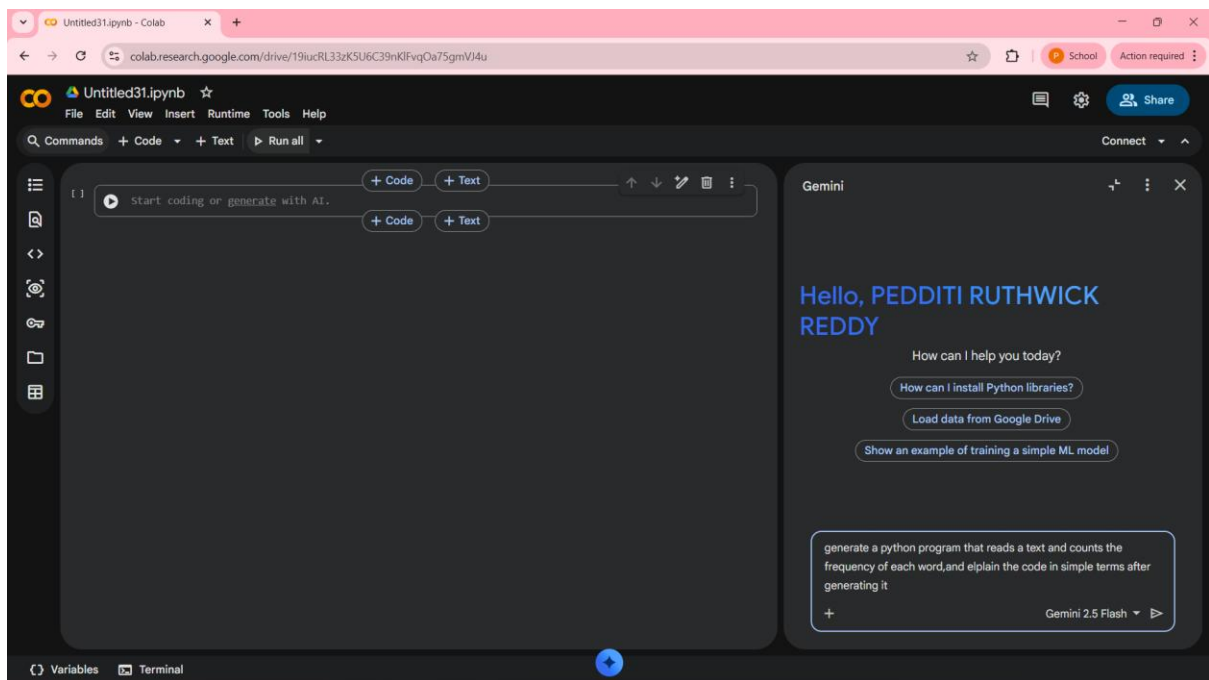 Untitled31.ipynb - Colab
colab.research.google.com/drive/19iucRL33zK5U6C39nKlFvqOa75gmVJ4u
P School Action required
CO Untitled31.ipynb
File Edit View Insert Runtime Tools Help
Share
Commands + Code + Text Run all
Connect
+ Code + Text
[ ] Start coding or generate with AI.
+ Code + Text
Gemini
Hello, PEDDITI RUTHWICK
REDDY
How can I help you today?
How can I install Python libraries?
Load data from Google Drive
Show an example of training a simple ML model
generate a python program that reads a text and counts the
frequency of each word,and elplain the code in simple terms after
generating it
+ Gemini 2.5 Flash
{} Variables Terminal